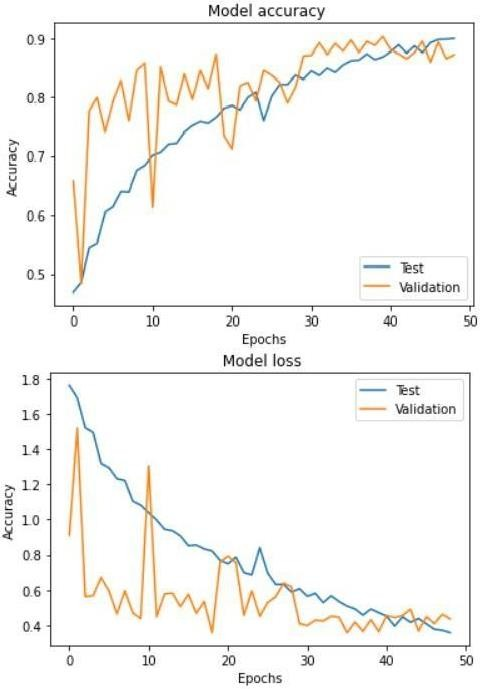 Model accuracy
0.9
0.8
0.7
0.6
0.5
Accuracy
Test
Validation
0 10 20 30 40 50
Epochs
Model loss
1.8
1.6
1.4
1.2
1.0
0.8
0.6
0.4
Accuracy
Test
Validation
0 10 20 30 40 50
Epochs